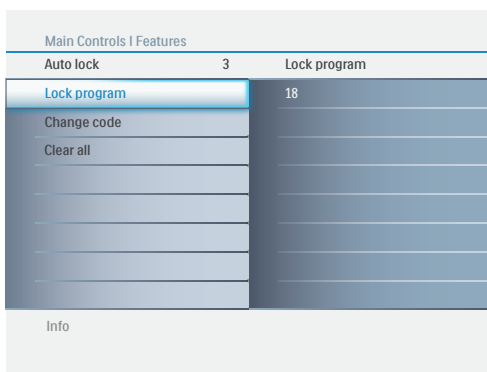 Main Controls I Features
Auto lock 3 Lock program
Lock program 18
Change code
Clear all
Info